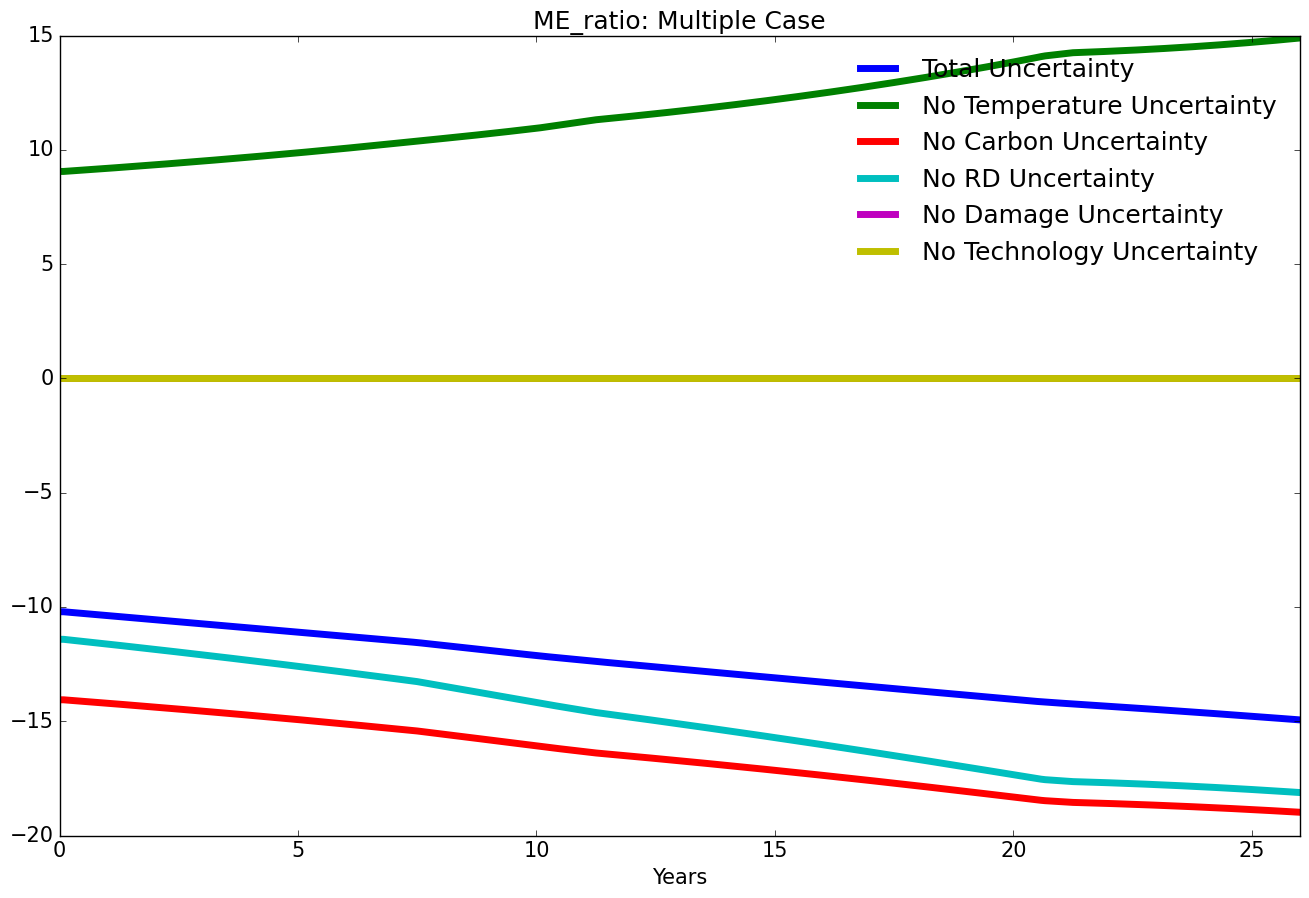 ME_ratio: Multiple Case
15
10
5
0
−5
−10
−15
−20
Total Uncertainty
No Temperature Uncertainty
No Carbon Uncertainty
No RD Uncertainty
No Damage Uncertainty
No Technology Uncertainty
0 5 10 15 20 25
Years